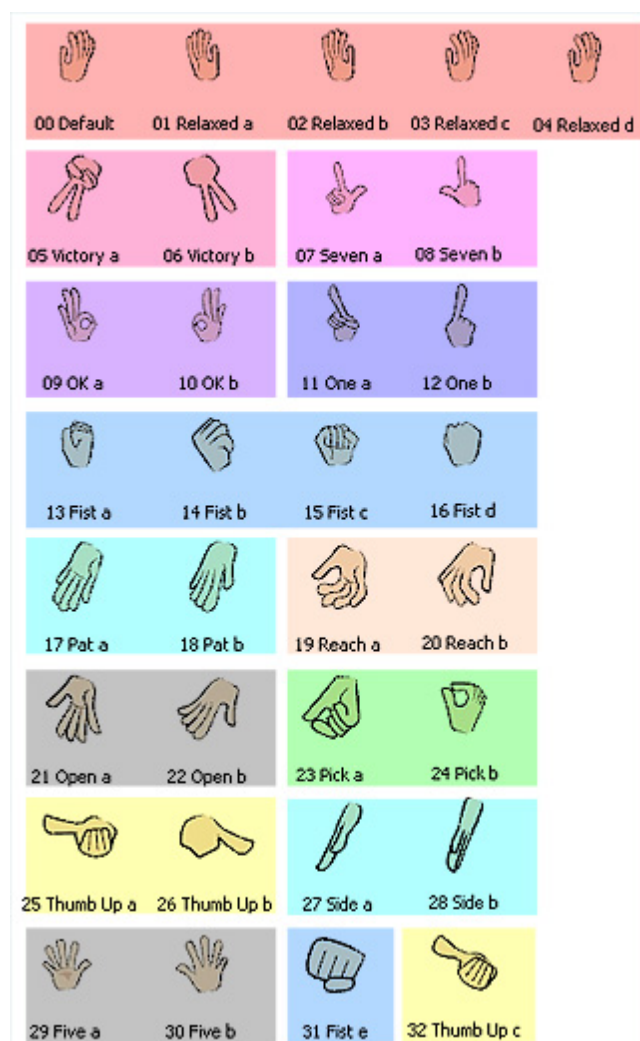 00 Default 01 Relaxed a 02 Relaxed b 03 Relaxed c 04 Relaxed d
05 Victory a 06 Victory b 07 Seven a 08 Seven b
09 OK a 10 OK b 11 One a 12 One b
13 Fist a 14 Fist b 15 Fist c 16 Fist d
17 Pat a 18 Pat b 19 Reach a 20 Reach b
21 Open a 22 Open b 23 Pick a 24 Pick b
25 Thumb Up a 26 Thumb Up b 27 Side a 28 Side b
29 Five a 30 Five b 31 Fist e 32 Thumb Up c